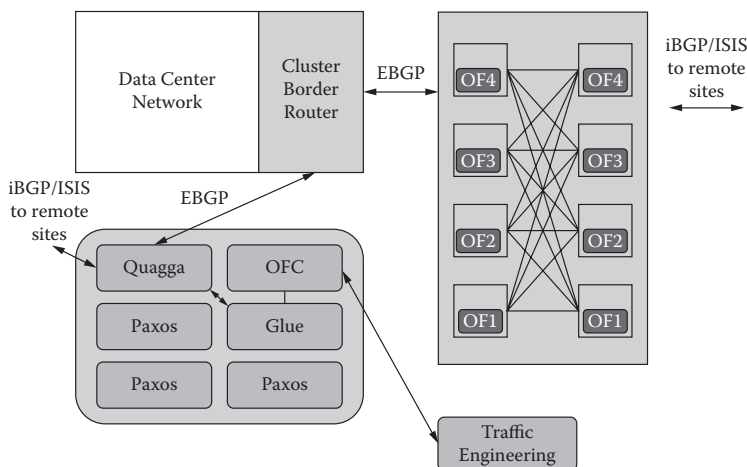 Data Center
Network
Cluster
Border
Router
EBGP
OF4
OF4
OF3
OF3
OF2
OF2
OF1
OF1
iBGP/ISIS
to remote
sites
iBGP/ISIS
to remote
sites
EBGP
Quagga
OFC
Paxos
Glue
Paxos
Paxos
Traffic
Engineering